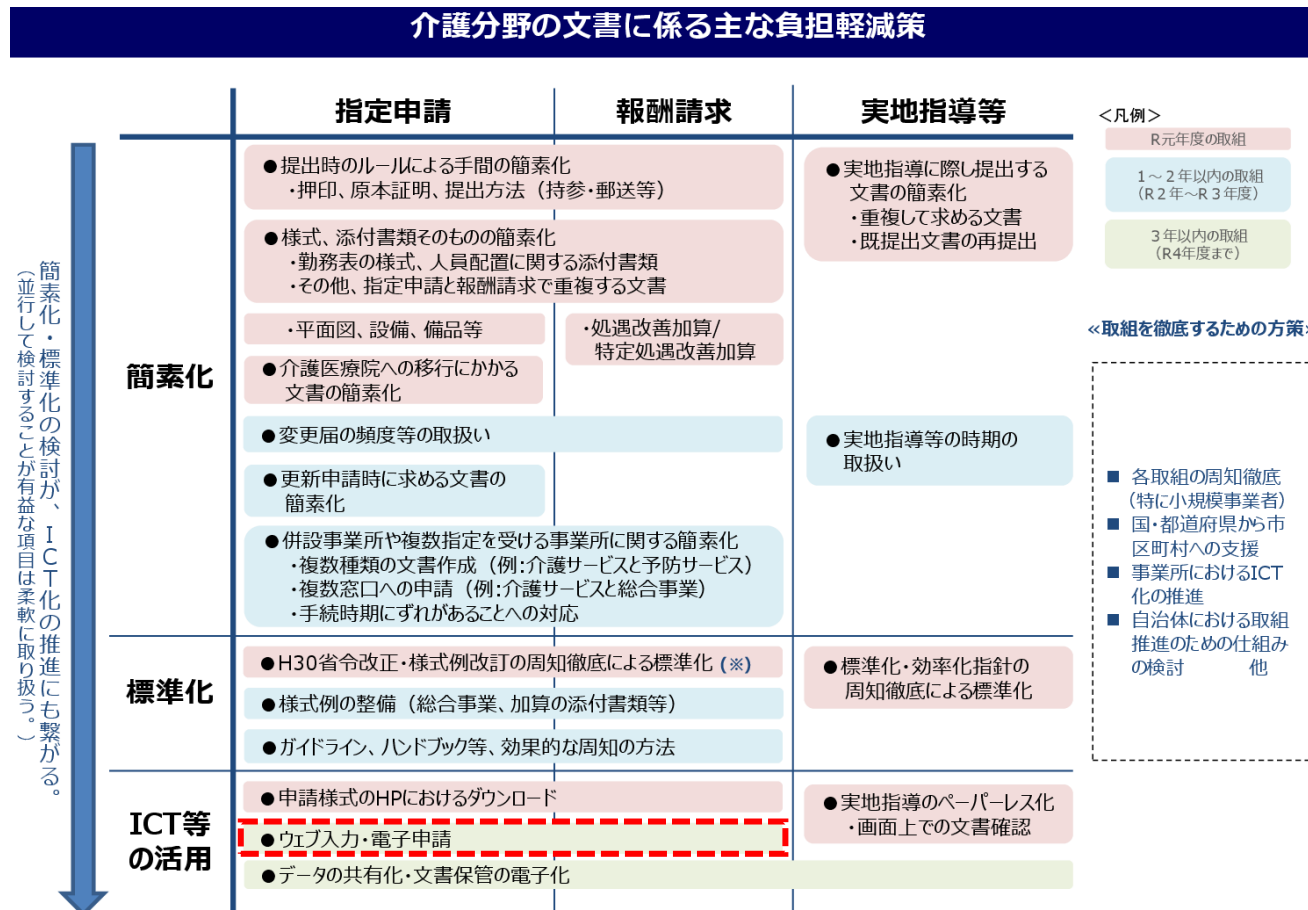 介護分野の文書に係る主な負担軽減策
指定申請
報酬請求
実地指導等
簡素化・標準化の検討が、ICT化の推進にも繋がる。
（並行して検討することが有益な項目は柔軟に取り扱う。）
簡素化
●提出時のルールによる手間の簡素化
・押印、原本証明、提出方法（持参・郵送等）
●様式、添付書類そのものの簡素化
・勤務表の様式、人員配置に関する添付書類
・その他、指定申請と報酬請求で重複する文書
・平面図、設備、備品等
・処遇改善加算/
特定処遇改善加算
●介護医療院への移行にかかる
文書の簡素化
●変更届の頻度等の取扱い
●更新申請時に求める文書の
簡素化
●併設事業所や複数指定を受ける事業所に関する簡素化
・複数種類の文書作成（例：介護サービスと予防サービス）
・複数窓口への申請（例：介護サービスと総合事業）
・手続時期にずれがあることへの対応
●実地指導に際し提出する
文書の簡素化
・重複して求める文書
・既提出文書の再提出
●実地指導等の時期の
取扱い
標準化
●H30省令改正・様式例改訂の周知徹底による標準化（※）
●様式例の整備（総合事業、加算の添付書類等）
●ガイドライン、ハンドブック等、効果的な周知の方法
●標準化・効率化指針の
周知徹底による標準化
ICT等
の活用
●申請様式のHPにおけるダウンロード
●ウェブ入力・電子申請
●データの共有化・文書保管の電子化
●実地指導のペーパーレス化
・画面上での文書確認
＜凡例＞
R元年度の取組
1～2年以内の取組
（R2年～R3年度）
3年以内の取組
（R4年度まで）
≪取組を徹底するための方策≫
■ 各取組の周知徹底
（特に小規模事業者）
■ 国・都道府県から市
区町村への支援
■ 事業所におけるICT
化の推進
■ 自治体における取組
推進のための仕組み
の検討　　他